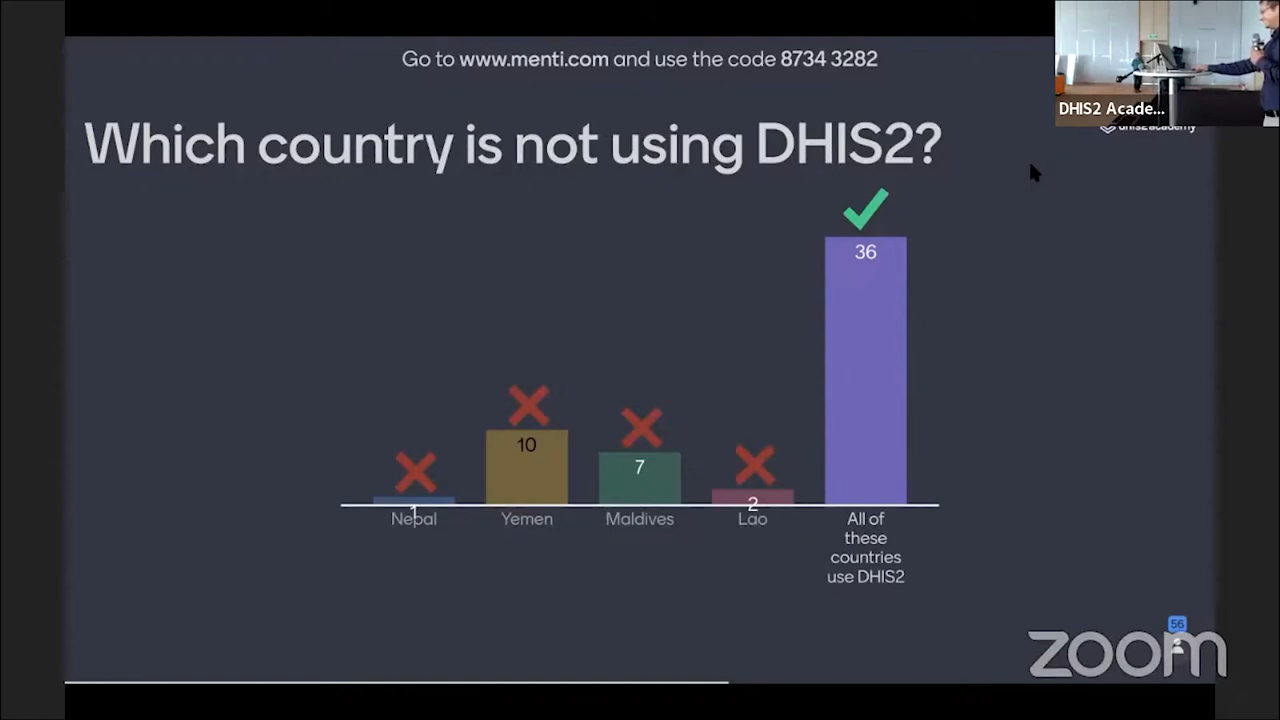 Go to www.menti.com and use the code 8734 3282
DHIS2 Acade...
dhis2academy
Which country is not using DHIS2?
36
10
7
2
1
Nepal
Yemen
Maldives
Lao
All of
these
countries
use DHIS2
56
zoom